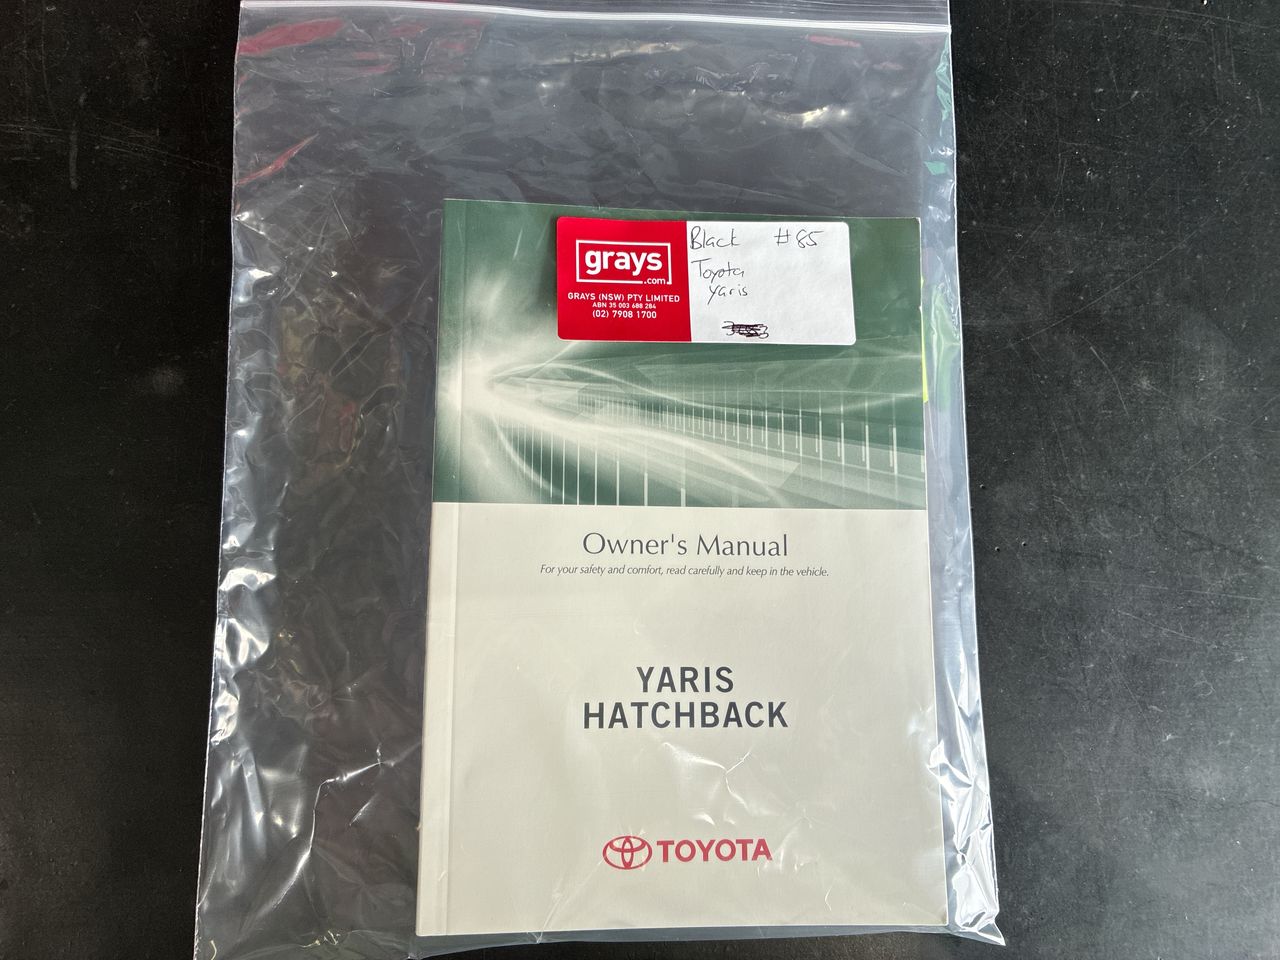 grays
.com
GRAYS (NSW) PTY LIMITED
ABN 35 003 688 284
(02) 7908 1700
Black #85
Toyota
Yaris
Owner's Manual
For your safety and comfort, read carefully and keep in the vehicle.
YARIS
HATCHBACK
TOYOTA